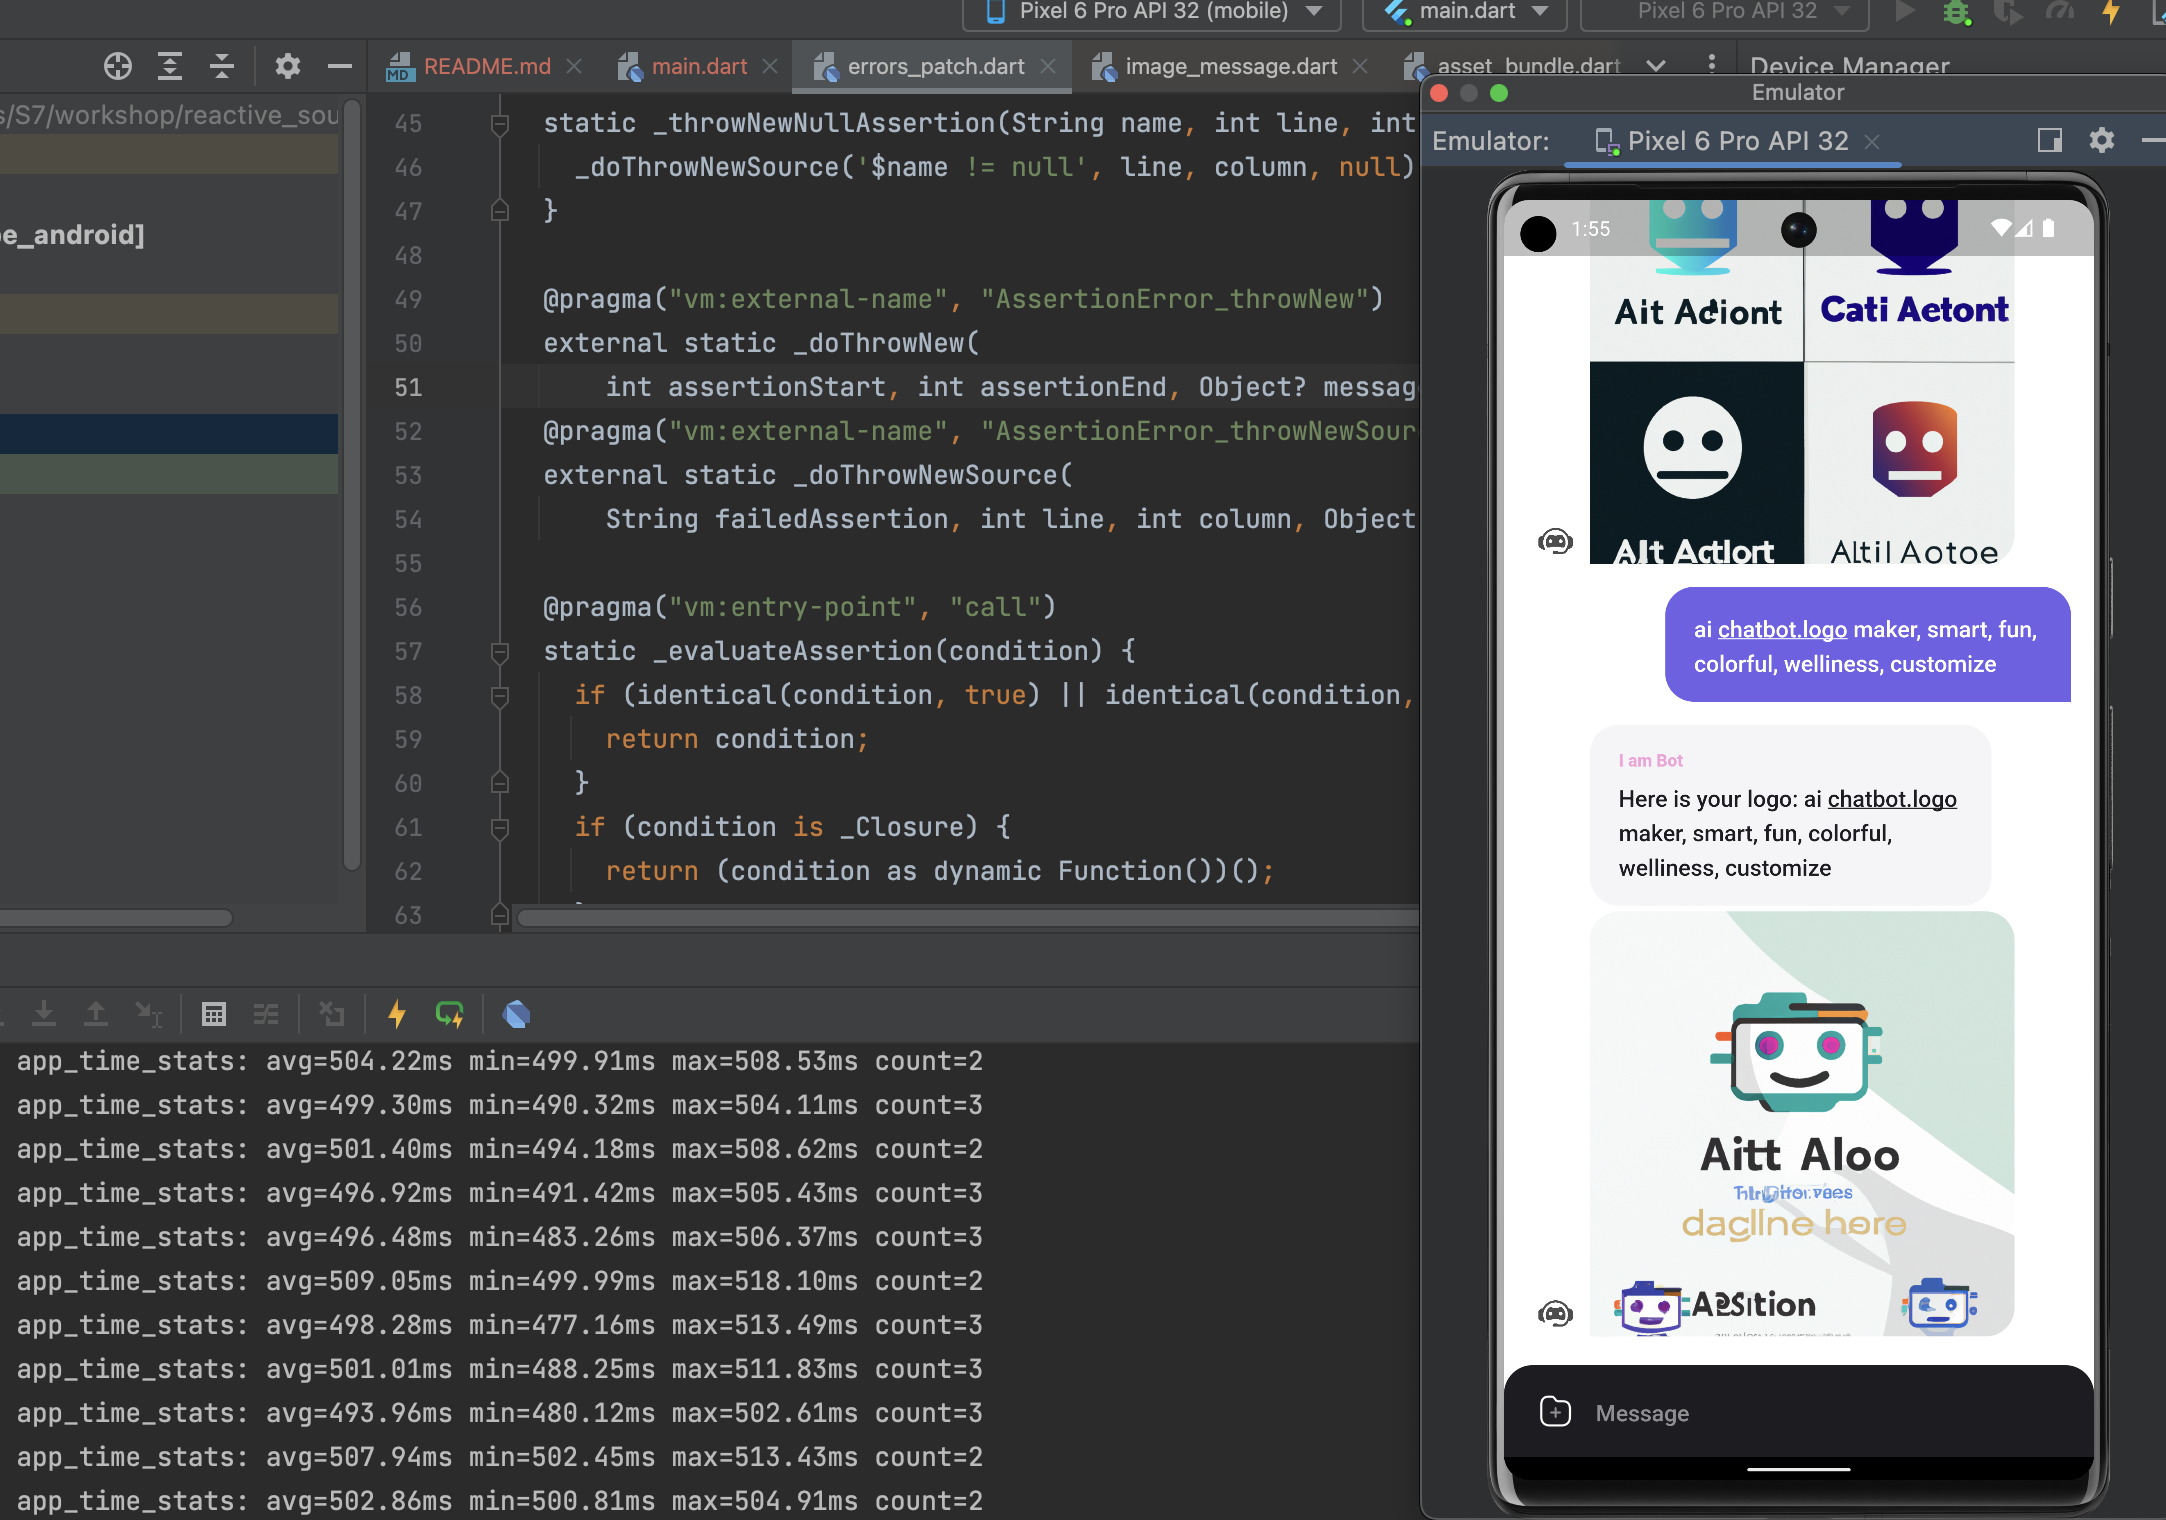 Pixel 6 Pro API 32 (mobile)
main.dart
Pixel 6 Pro API 32
README.md
main.dart
errors_patch.dart
image_message.dart
asset_bundle.dart
Device Manager
s/S7/workshop/reactive_sou
pe_android]
45 static _throwNewNullAssertion(String name, int line, int
46 _doThrowNewSource('$name != null', line, column, null)
47 }
48
49 @pragma("vm:external-name", "AssertionError_throwNew")
50 external static _doThrowNew(
51 int assertionStart, int assertionEnd, Object? messag
52 @pragma("vm:external-name", "AssertionError_throwNewSour
53 external static _doThrowNewSource(
54 String failedAssertion, int line, int column, Object
55
56 @pragma("vm:entry-point", "call")
57 static _evaluateAssertion(condition) {
58 if (identical(condition, true) || identical(condition,
59 return condition;
60 }
61 if (condition is _Closure) {
62 return (condition as dynamic Function())();
63
app_time_stats: avg=504.22ms min=499.91ms max=508.53ms count=2
app_time_stats: avg=499.30ms min=490.32ms max=504.11ms count=3
app_time_stats: avg=501.40ms min=494.18ms max=508.62ms count=2
app_time_stats: avg=496.92ms min=491.42ms max=505.43ms count=3
app_time_stats: avg=496.48ms min=483.26ms max=506.37ms count=3
app_time_stats: avg=509.05ms min=499.99ms max=518.10ms count=2
app_time_stats: avg=498.28ms min=477.16ms max=513.49ms count=3
app_time_stats: avg=501.01ms min=488.25ms max=511.83ms count=3
app_time_stats: avg=493.96ms min=480.12ms max=502.61ms count=3
app_time_stats: avg=507.94ms min=502.45ms max=513.43ms count=2
app_time_stats: avg=502.86ms min=500.81ms max=504.91ms count=2
Emulator
Emulator: Pixel 6 Pro API 32
1:55
Ait Aciont
Cati Aetont
Alt Actlort
Altil Aotoe
ai chatbot.logo maker, smart, fun,
colorful, welliness, customize
I am Bot
Here is your logo: ai chatbot.logo
maker, smart, fun, colorful,
welliness, customize
Aitt Aloo
dagline here
Message